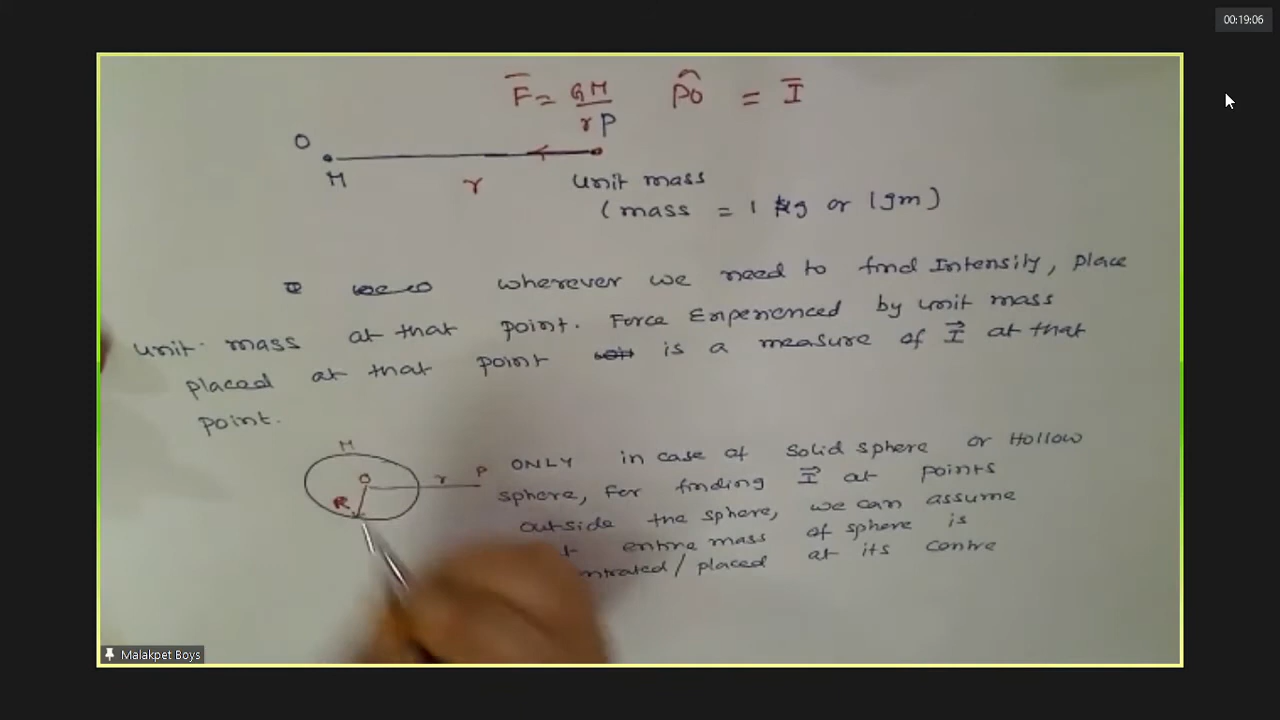 00:19:06
F̅ = GM/r P̂O = I̅
O P
M r unit mass
(mass = 1 kg or 1gm)
wherever we need to find Intensity, place
unit mass at that point. Force Experienced by unit mass
placed at that point is a measure of I⃗ at that
point.
M
O r P
R
ONLY in case of solid sphere or Hollow
sphere, For finding I⃗ at points
outside the sphere, we can assume
entire mass of sphere is
/ placed at its centre
Malakpet Boys